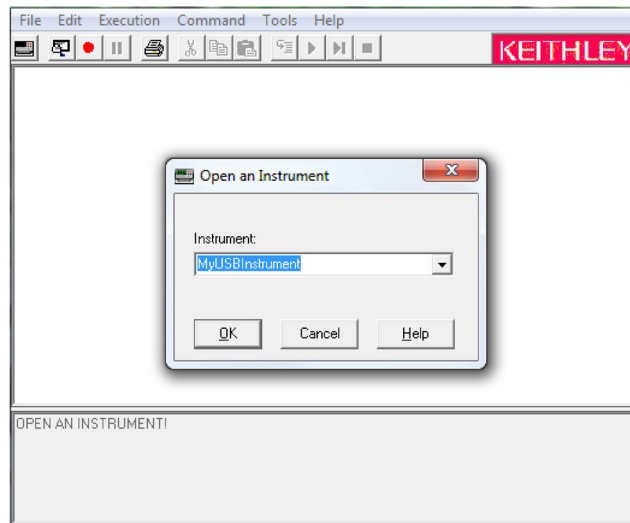 File Edit Execution Command Tools Help
KEITHLEY
Open an Instrument
Instrument:
MyUSBInstrument
OK Cancel Help
OPEN AN INSTRUMENT!